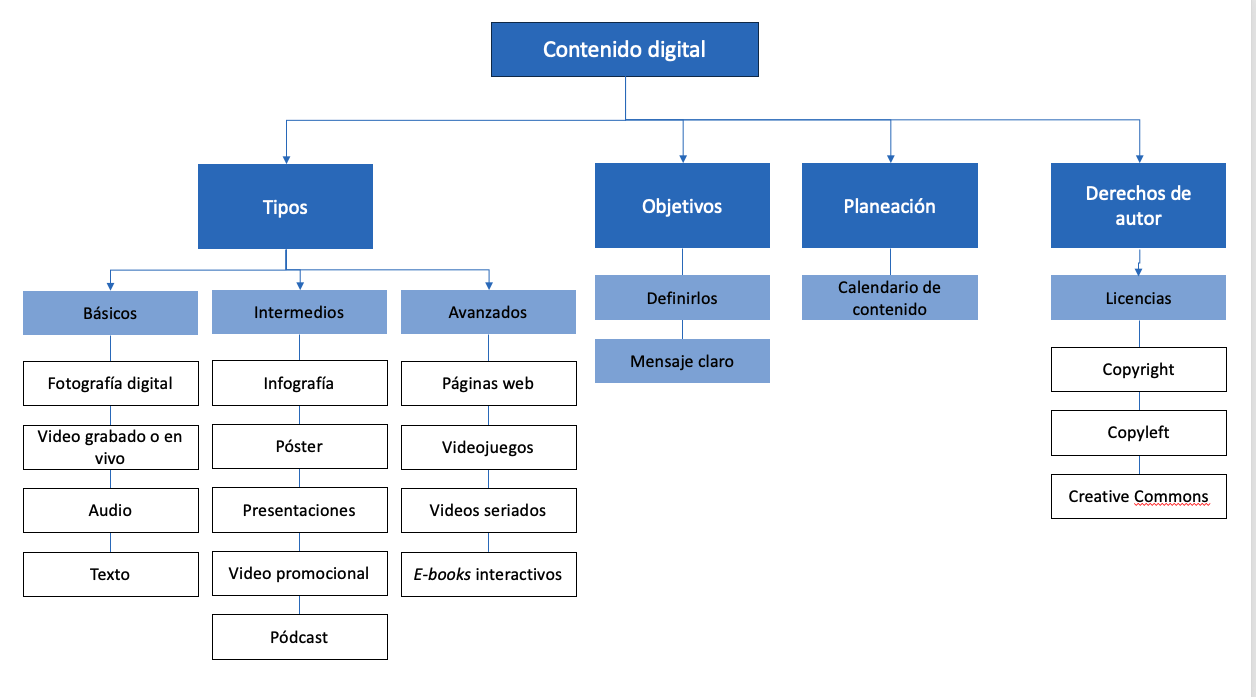 Contenido digital
Tipos
Objetivos
Planeación
Derechos de
autor
Básicos
Intermedios
Avanzados
Definirlos
Calendario de
contenido
Licencias
Mensaje claro
Fotografía digital
Video grabado o en
vivo
Audio
Texto
Infografía
Póster
Presentaciones
Video promocional
Pódcast
Páginas web
Videojuegos
Videos seriados
E-books interactivos
Copyright
Copyleft
Creative Commons